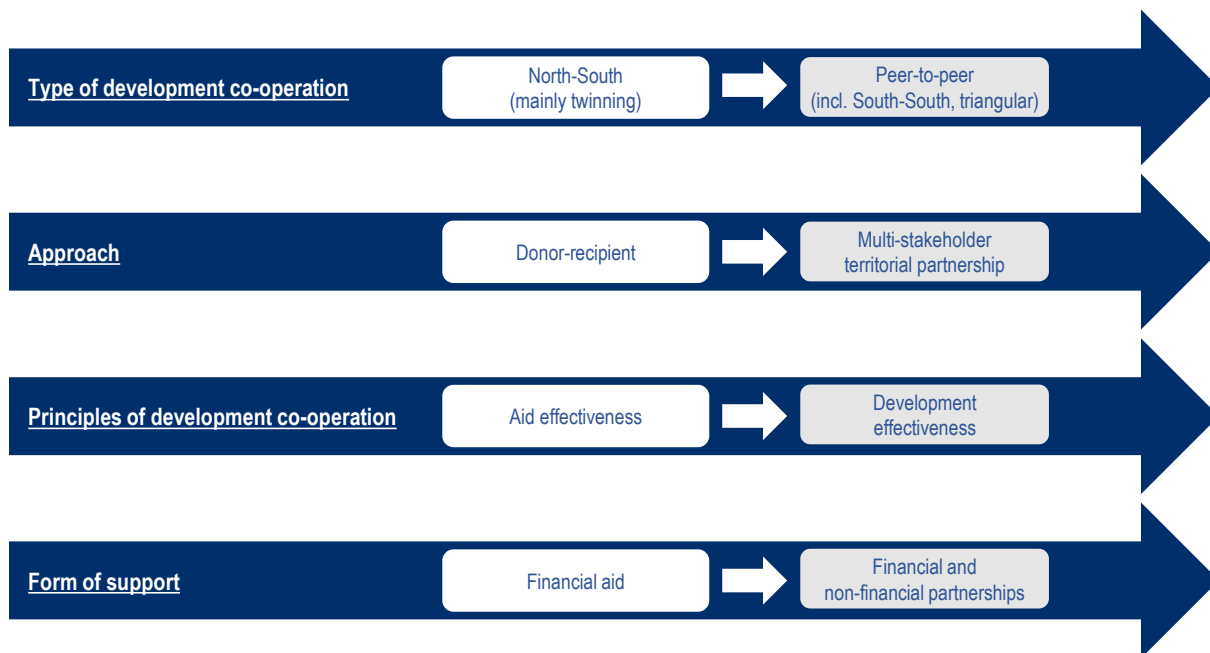 Type of development co-operation
North-South
(mainly twinning)
Peer-to-peer
(incl. South-South, triangular)
Approach
Donor-recipient
Multi-stakeholder
territorial partnership
Principles of development co-operation
Aid effectiveness
Development
effectiveness
Form of support
Financial aid
Financial and
non-financial partnerships